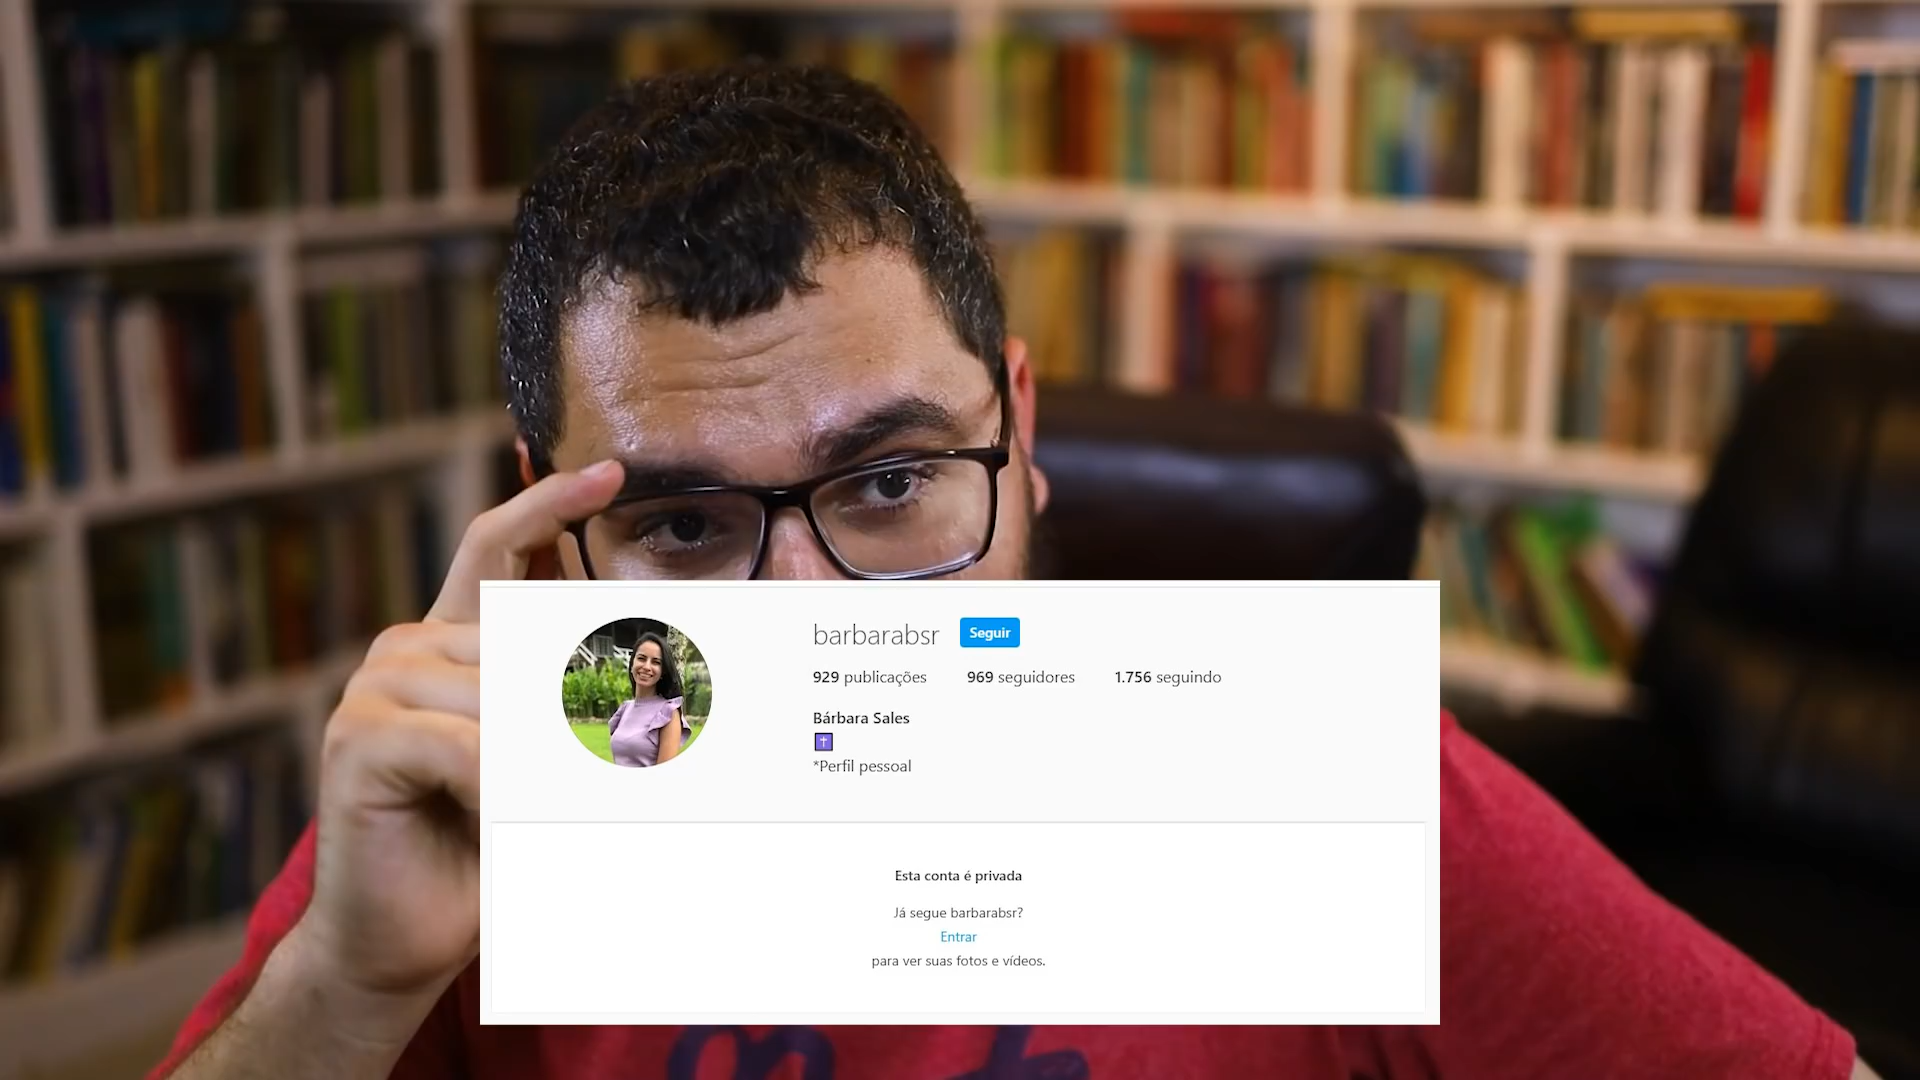 barbarabsr Seguir
929 publicações 969 seguidores 1.756 seguindo
Bárbara Sales
✝️
*Perfil pessoal
Esta conta é privada
Já segue barbarabsr?
Entrar
para ver suas fotos e vídeos.